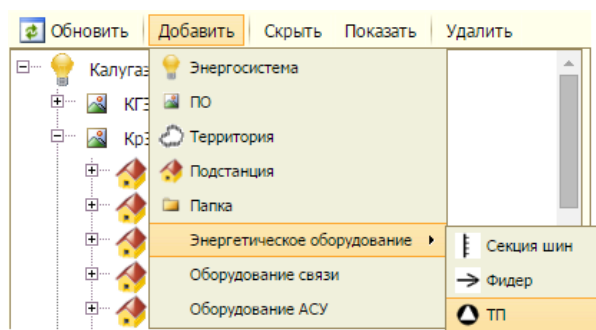 Обновить Добавить Скрыть Показать Удалить
Калугаэ
Энергосистема
КГЭ
ПО
КрЭ
Территория
Подстанция
Папка
Энергетическое оборудование
Секция шин
Оборудование связи
Фидер
Оборудование АСУ
ТП